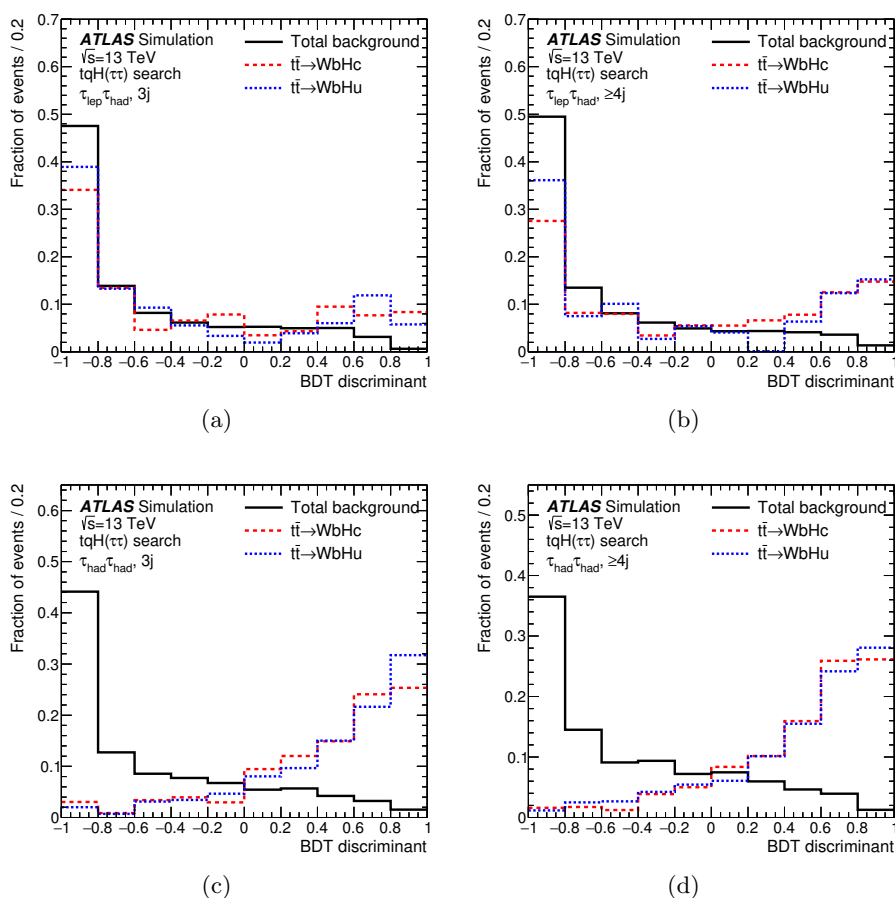 ATLAS Simulation
√s=13 TeV
tqH(ττ) search
τlepτhad, 3j
Total background
tt̄→WbHc
tt̄→WbHu
Fraction of events / 0.2
0.7
0.6
0.5
0.4
0.3
0.2
0.1
0
−1 −0.8 −0.6 −0.4 −0.2 0 0.2 0.4 0.6 0.8 1
BDT discriminant
(a)
ATLAS Simulation
√s=13 TeV
tqH(ττ) search
τlepτhad, ≥4j
Total background
tt̄→WbHc
tt̄→WbHu
Fraction of events / 0.2
0.7
0.6
0.5
0.4
0.3
0.2
0.1
0
−1 −0.8 −0.6 −0.4 −0.2 0 0.2 0.4 0.6 0.8 1
BDT discriminant
(b)
ATLAS Simulation
√s=13 TeV
tqH(ττ) search
τhadτhad, 3j
Total background
tt̄→WbHc
tt̄→WbHu
Fraction of events / 0.2
0.6
0.5
0.4
0.3
0.2
0.1
0
−1 −0.8 −0.6 −0.4 −0.2 0 0.2 0.4 0.6 0.8 1
BDT discriminant
(c)
ATLAS Simulation
√s=13 TeV
tqH(ττ) search
τhadτhad, ≥4j
Total background
tt̄→WbHc
tt̄→WbHu
Fraction of events / 0.2
0.5
0.4
0.3
0.2
0.1
0
−1 −0.8 −0.6 −0.4 −0.2 0 0.2 0.4 0.6 0.8 1
BDT discriminant
(d)